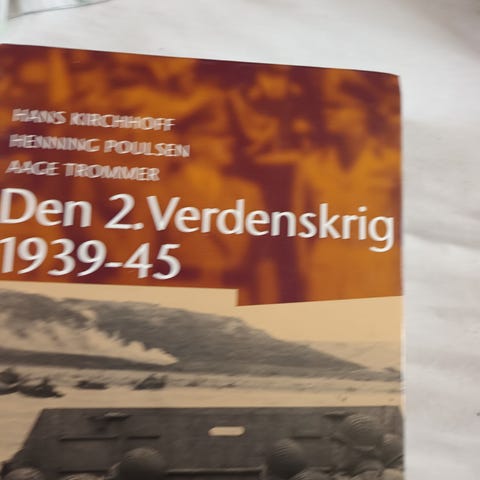 HANS KIRCHHOFF
HENNING POULSEN
AAGE TROMMER
Den 2. Verdenskrig
1939-45